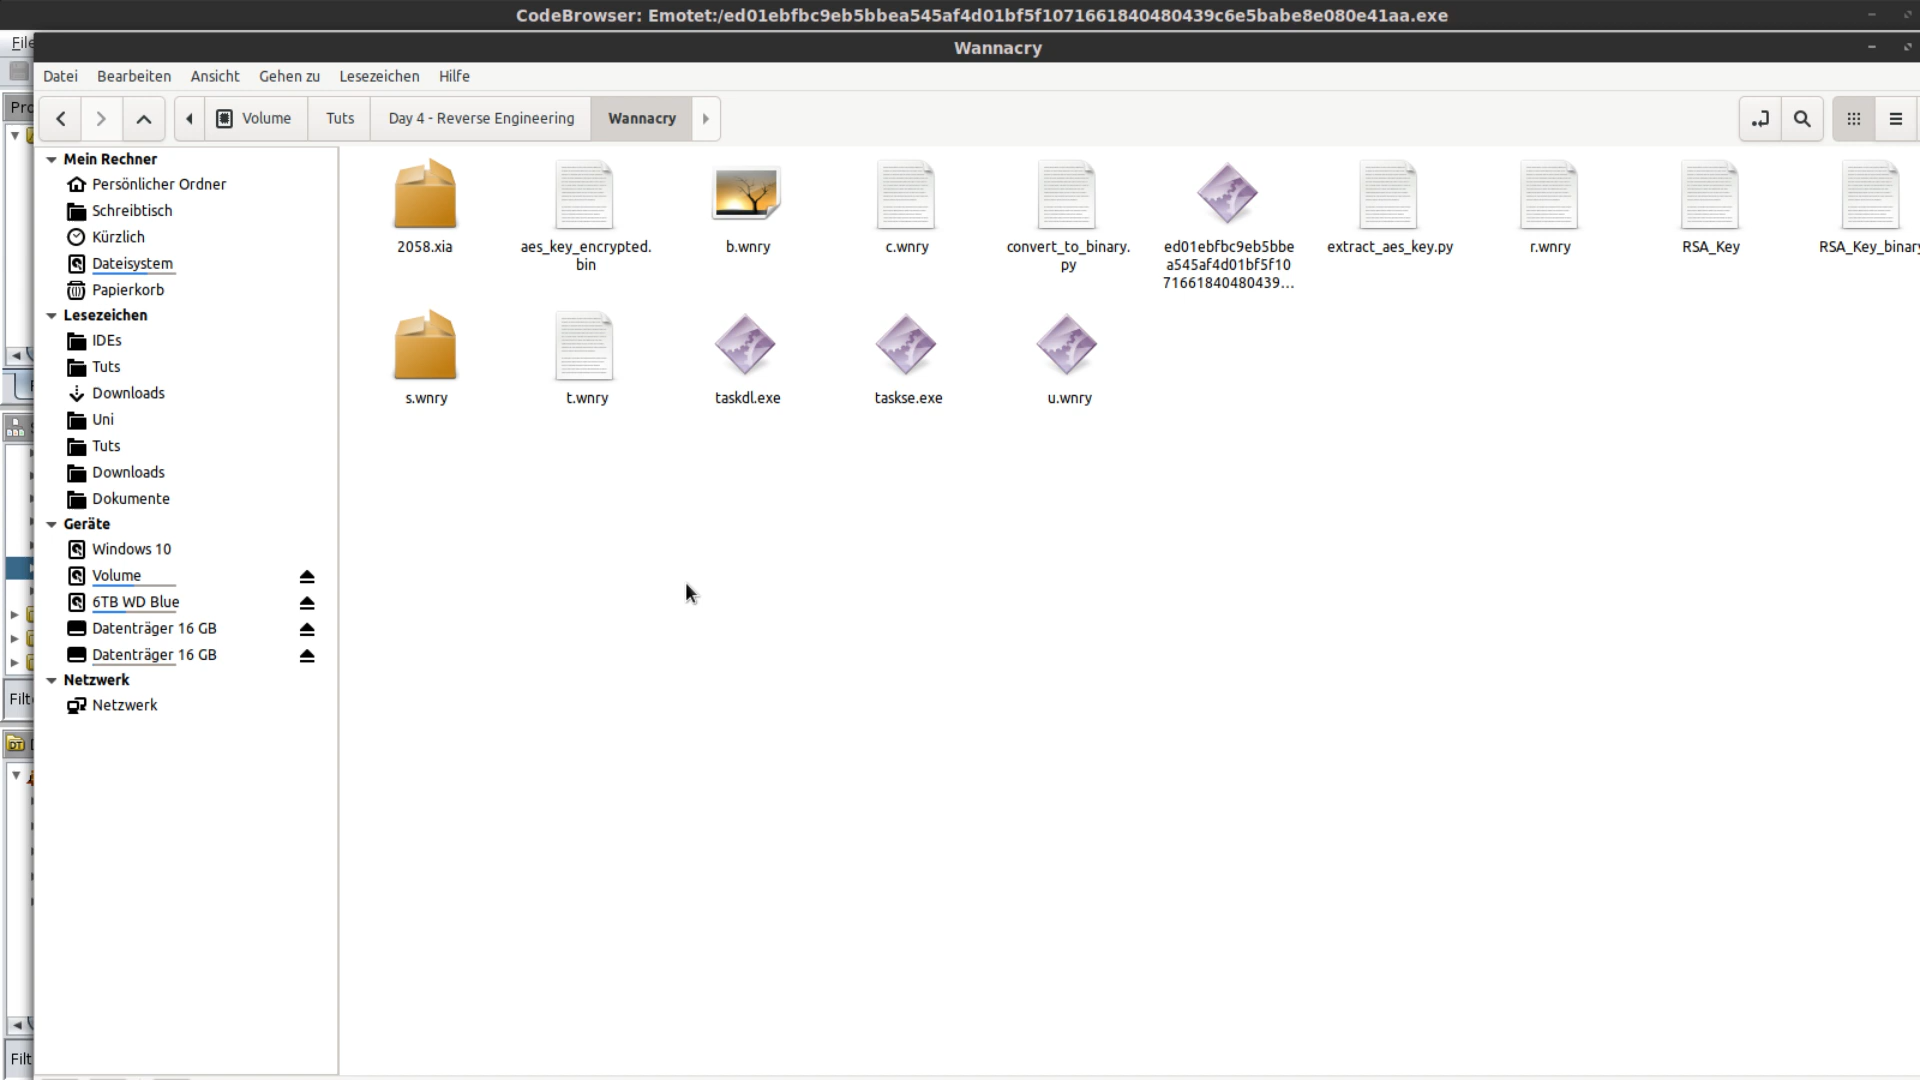 CodeBrowser: Emotet:/ed01ebfbc9eb5bbea545af4d01bf5f1071661840480439c6e5babe8e080e41aa.exe
File
Wannacry
Datei Bearbeiten Ansicht Gehen zu Lesezeichen Hilfe
Volume Tuts Day 4 - Reverse Engineering Wannacry
Mein Rechner
Persönlicher Ordner
Schreibtisch
Kürzlich
Dateisystem
Papierkorb
Lesezeichen
IDEs
Tuts
Downloads
Uni
Tuts
Downloads
Dokumente
Geräte
Windows 10
Volume
6TB WD Blue
Datenträger 16 GB
Datenträger 16 GB
Netzwerk
Netzwerk
2058.xia
aes_key_encrypted.
bin
b.wnry
c.wnry
convert_to_binary.
py
ed01ebfbc9eb5bbe
a545af4d01bf5f10
71661840480439...
extract_aes_key.py
r.wnry
RSA_Key
RSA_Key_binary
s.wnry
t.wnry
taskdl.exe
taskse.exe
u.wnry